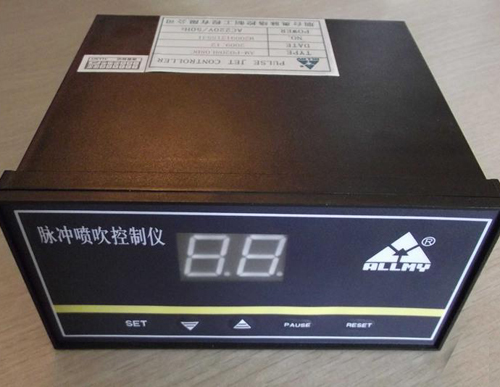 PULSE JET CONTROLLER
TYPE
DATE
NO.
POWER AC220V/50Hz
脉冲喷吹控制仪
8.8.
ALLMY ®
SET PAUSE RESET